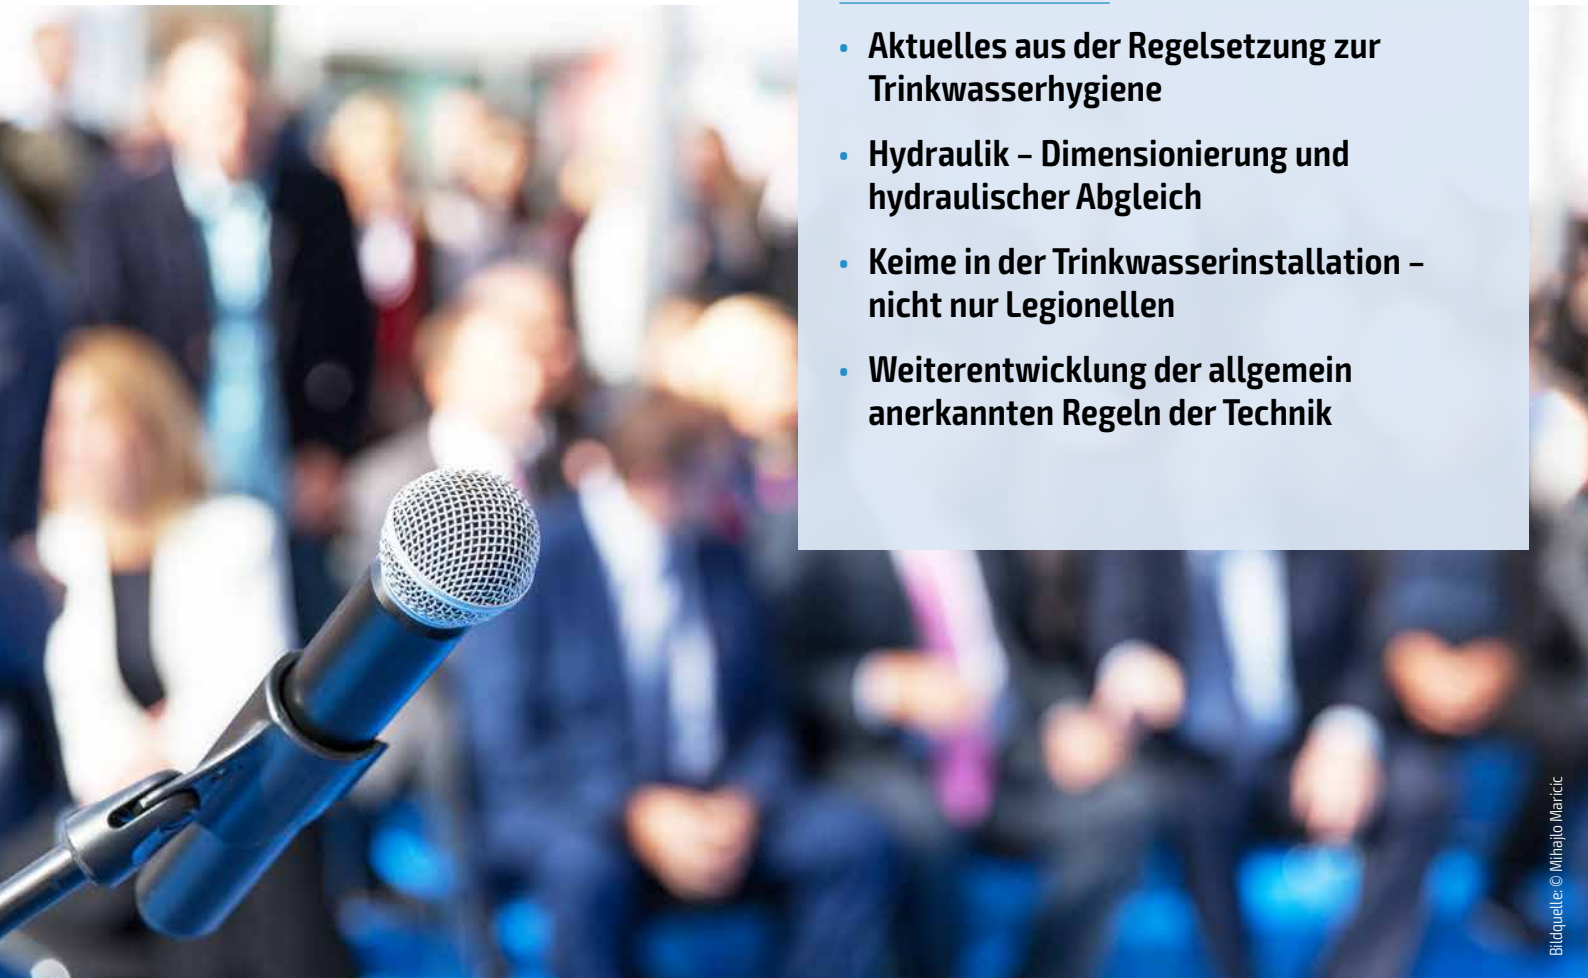 • Aktuelles aus der Regelsetzung zur
Trinkwasserhygiene
• Hydraulik – Dimensionierung und
hydraulischer Abgleich
• Keime in der Trinkwasserinstallation –
nicht nur Legionellen
• Weiterentwicklung der allgemein
anerkannten Regeln der Technik
Bildquelle: © Mihajlo Maricic